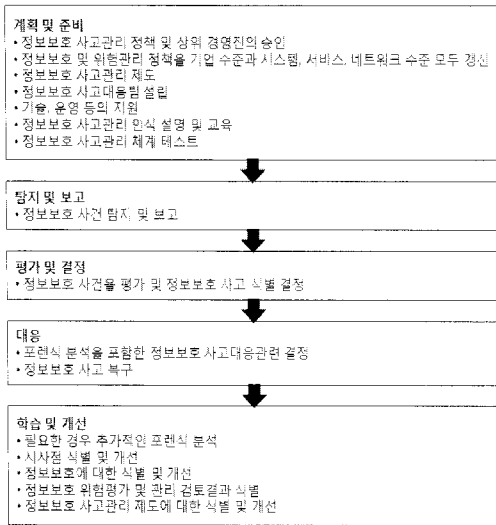 계획 및 준비
• 정보보호 사고관리 정책 및 상위 경영진의 승인
• 정보보호 및 위험관리 정책을 기업 수준과 시스템, 서비스, 네트워크 수준 모두 갱신
• 정보보호 사고관리 제도
• 정보보호 사고대응팀 설립
• 기술, 운영 등의 지원
• 정보보호 사고관리 인식 설명 및 교육
• 정보보호 사고관리 체계 테스트
탐지 및 보고
• 정보보호 사건 탐지 및 보고
평가 및 결정
• 정보보호 사건을 평가 및 정보보호 사고 식별 결정
대응
• 포렌식 분석을 포함한 정보보호 사고대응관련 결정
• 정보보호 사고 복구
학습 및 개선
• 필요한 경우 추가적인 포렌식 분석
• 시사점 식별 및 개선
• 정보보호에 대한 식별 및 개선
• 정보보호 위험평가 및 관리 검토결과 식별
• 정보보호 사고관리 제도에 대한 식별 및 개선